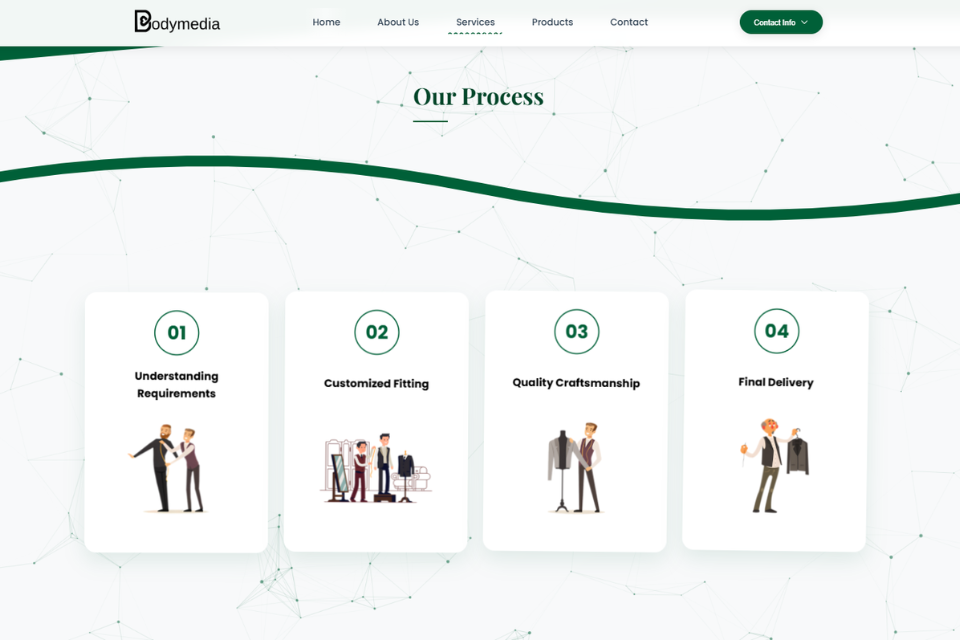 Bodymedia
Home
About Us
Services
Products
Contact
Contact Info
Our Process
01
Understanding
Requirements
02
Customized Fitting
03
Quality Craftsmanship
04
Final Delivery